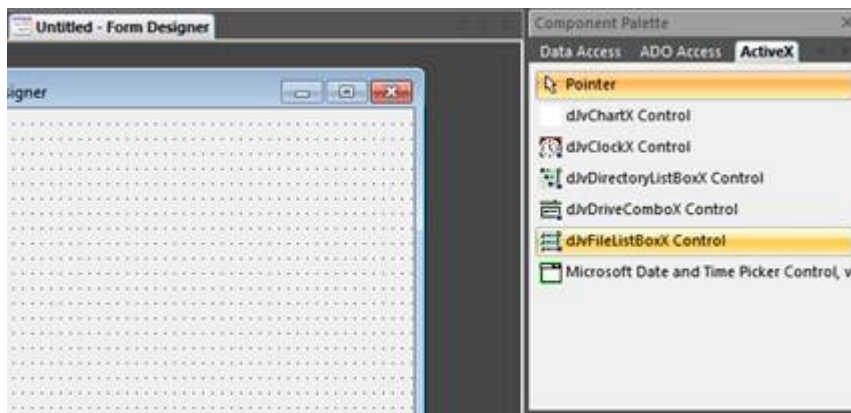 Untitled - Form Designer
signer
Component Palette
Data Access ADO Access ActiveX
Pointer
dJvChartX Control
dJvClockX Control
dJvDirectoryListBoxX Control
dJvDriveComboX Control
dJvFileListBoxX Control
Microsoft Date and Time Picker Control, v